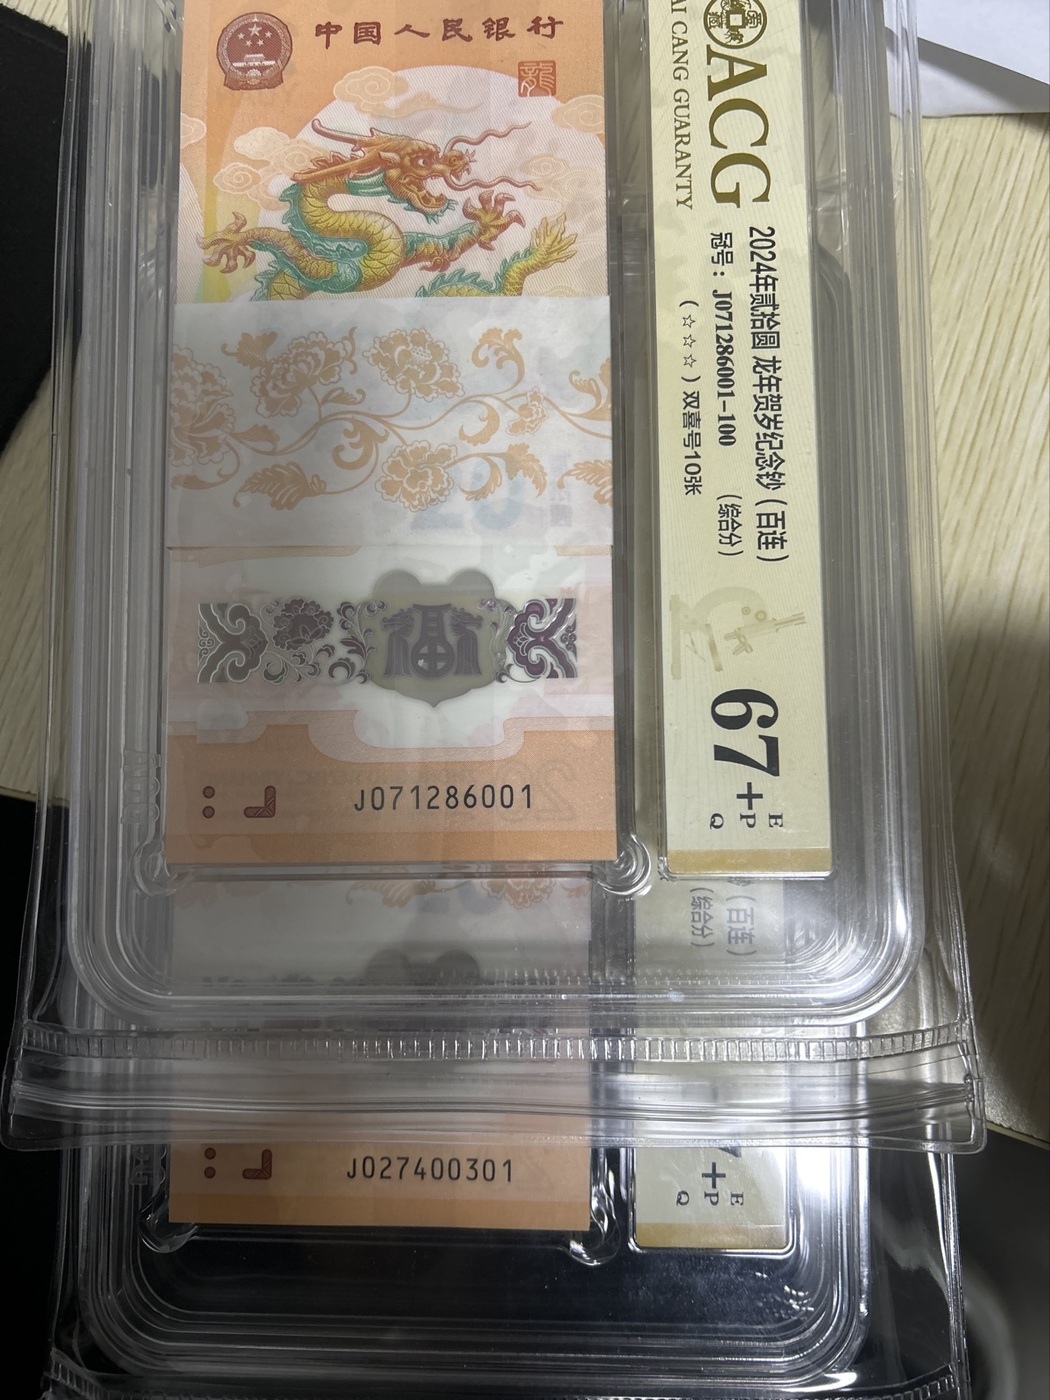 中国人民银行
龍
福
J071286001
ACG
AI CANG GUARANTY
2024年贰拾圆 龙年贺岁纪念钞（百连）
冠号：J071286001-100 （综合分）
（☆☆☆）双喜号10张
67+
E
P
Q
（百连）
（综合分）
J027400301
+
E
P
Q